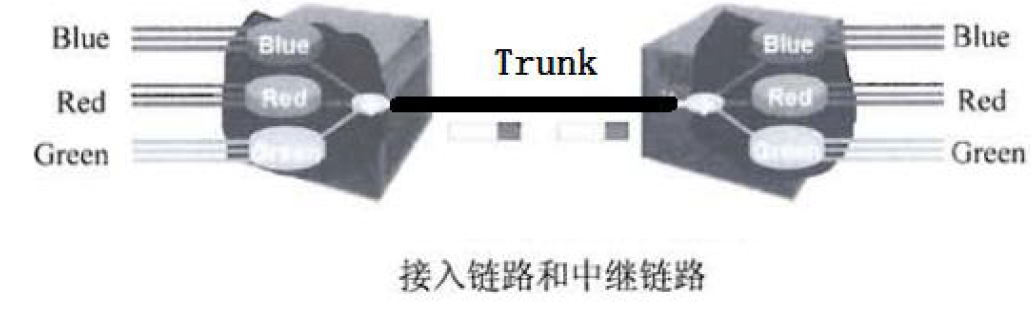 Trunk
Blue Blue Blue Blue
Red Red Red Red
Green Green Green Green
接入链路和中继链路